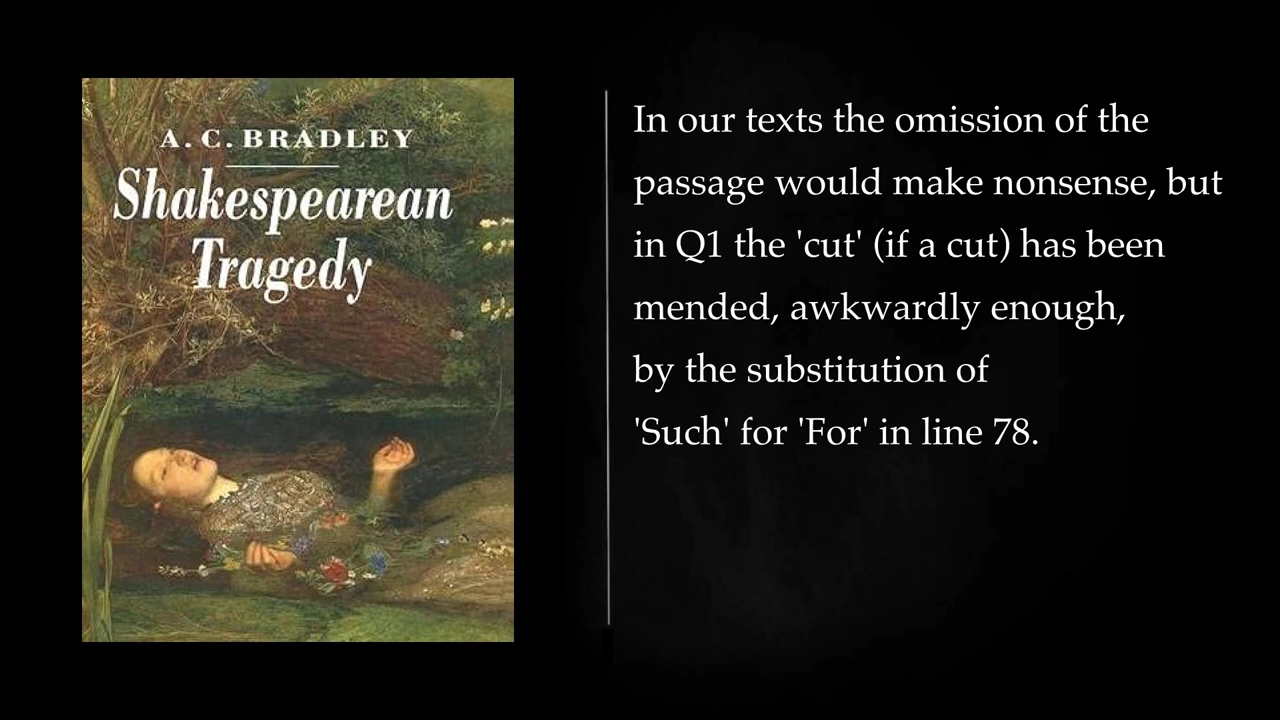 A. C. BRADLEY
Shakespearean
Tragedy
In our texts the omission of the
passage would make nonsense, but
in Q1 the 'cut' (if a cut) has been
mended, awkwardly enough,
by the substitution of
'Such' for 'For' in line 78.